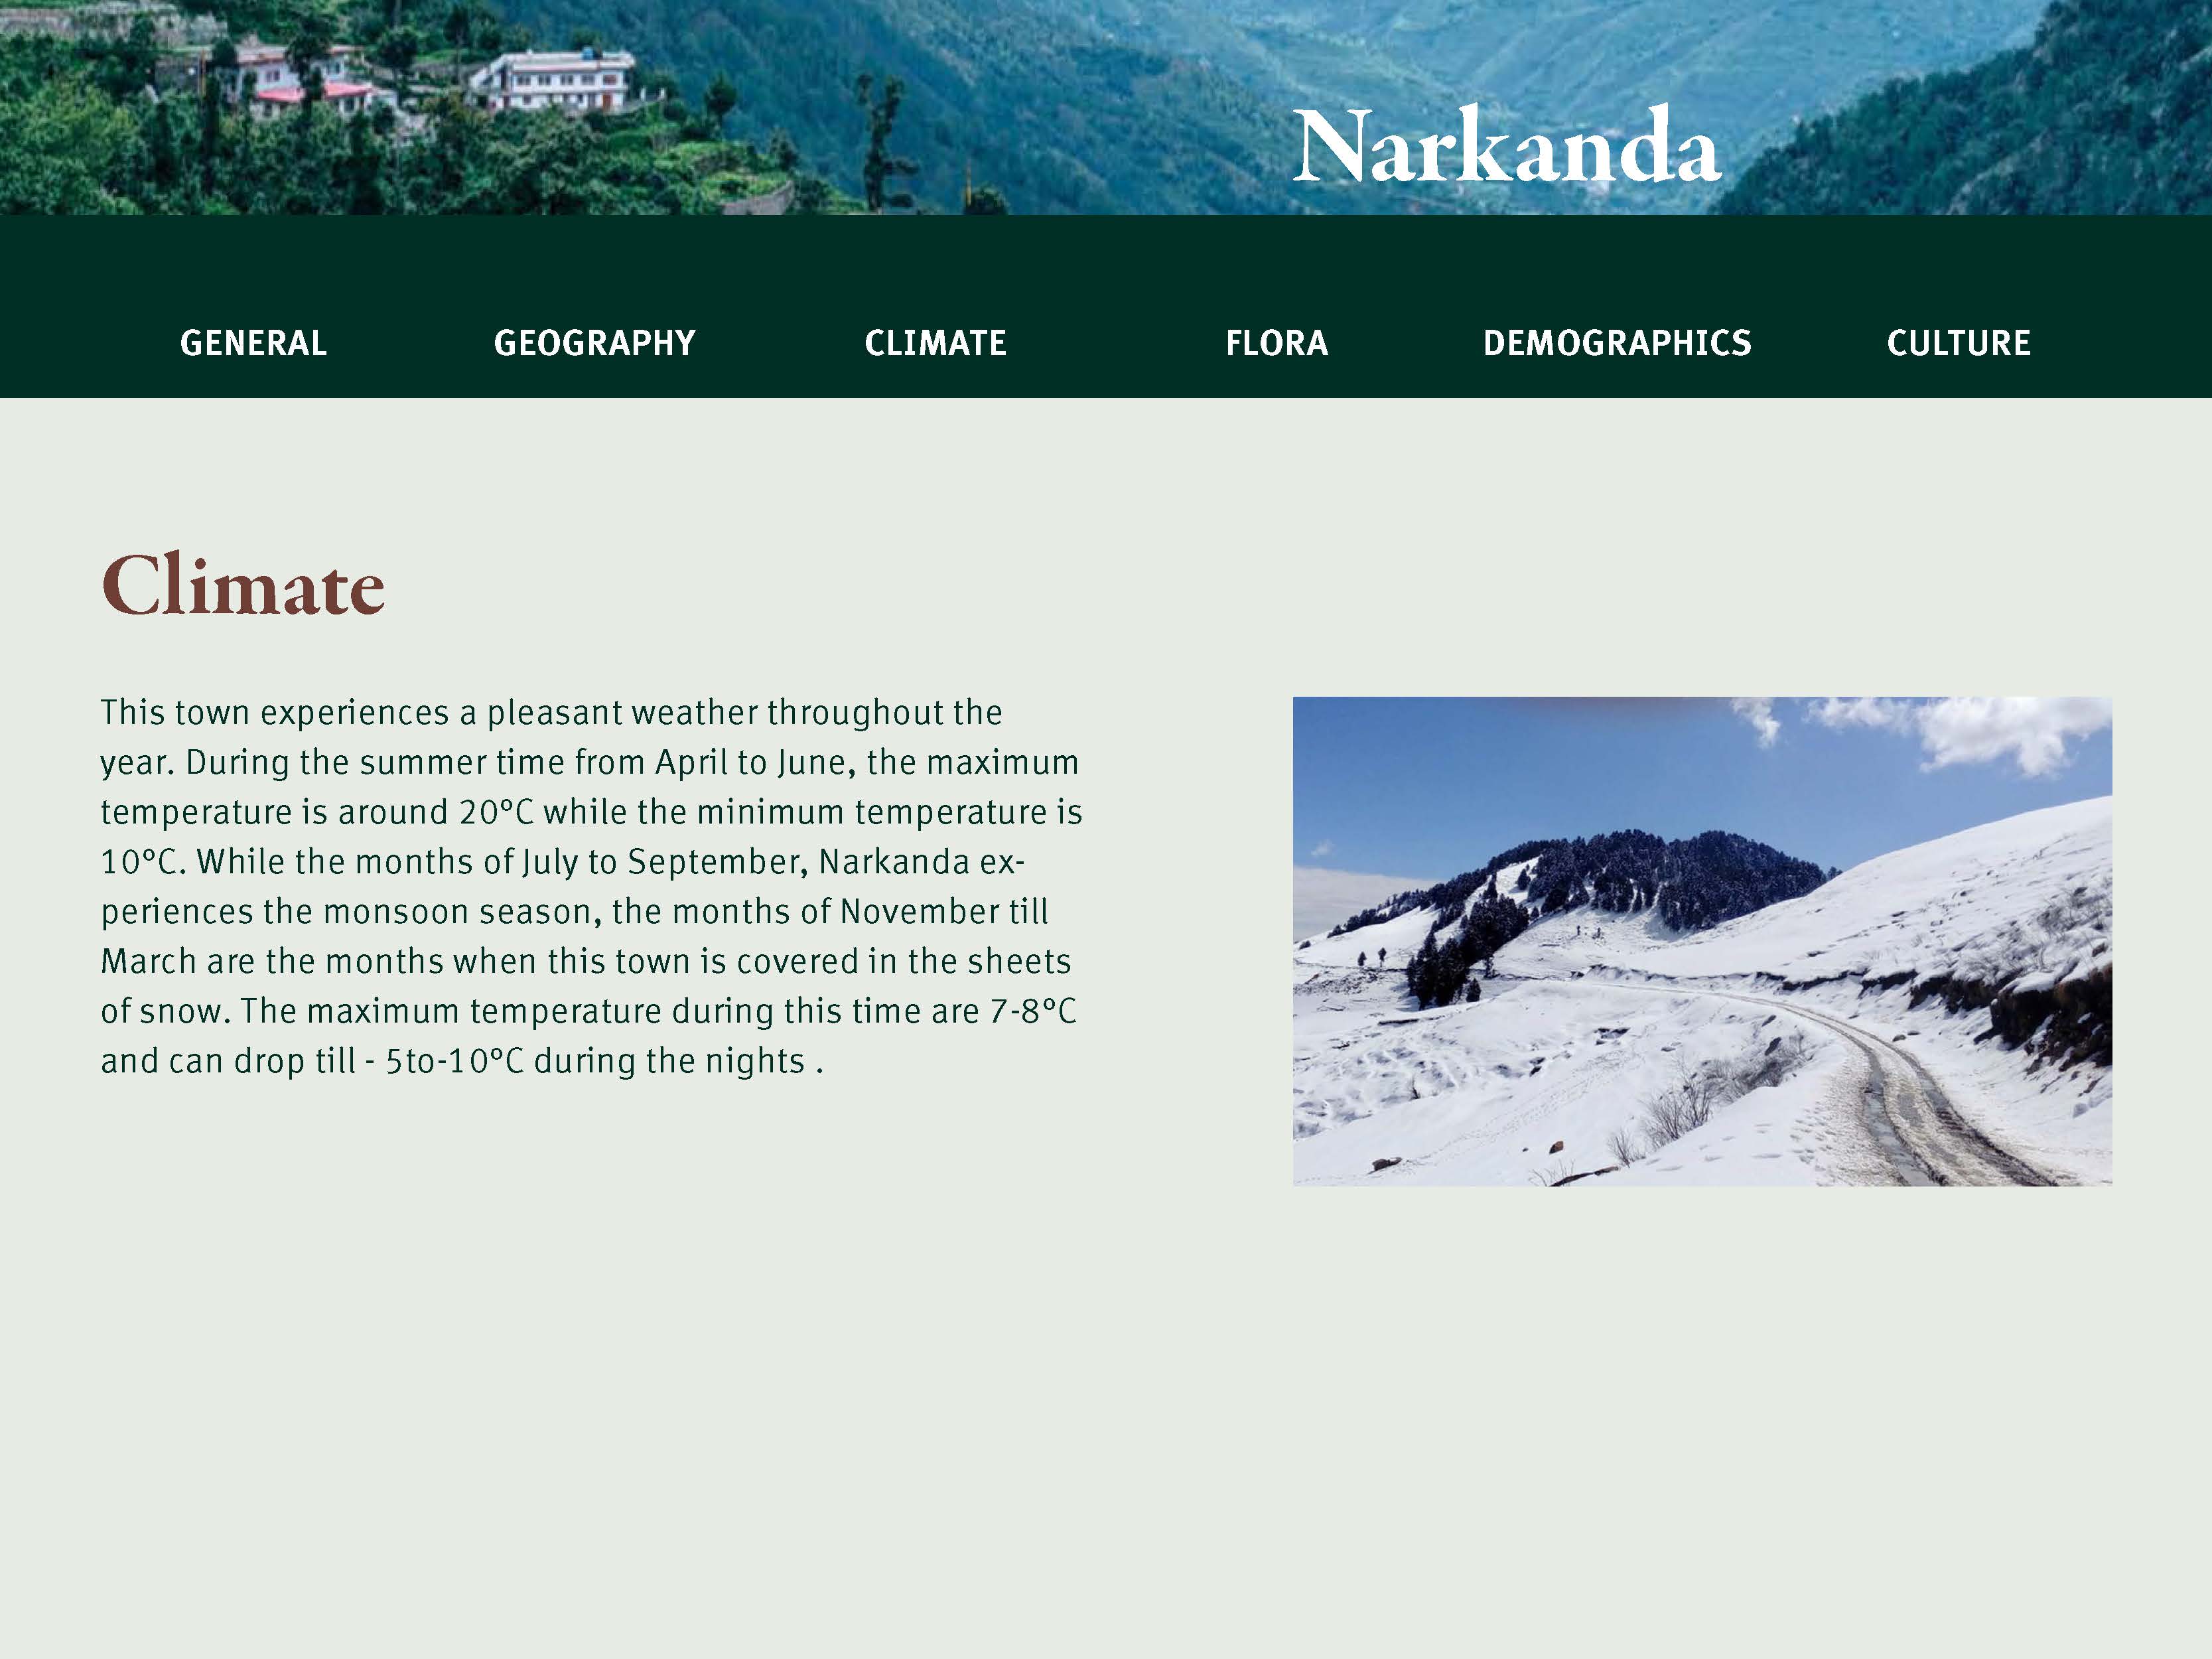 Narkanda
GENERAL GEOGRAPHY CLIMATE FLORA DEMOGRAPHICS CULTURE
Climate
This town experiences a pleasant weather throughout the
year. During the summer time from April to June, the maximum
temperature is around 20°C while the minimum temperature is
10°C. While the months of July to September, Narkanda ex-
periences the monsoon season, the months of November till
March are the months when this town is covered in the sheets
of snow. The maximum temperature during this time are 7-8°C
and can drop till - 5to-10°C during the nights .